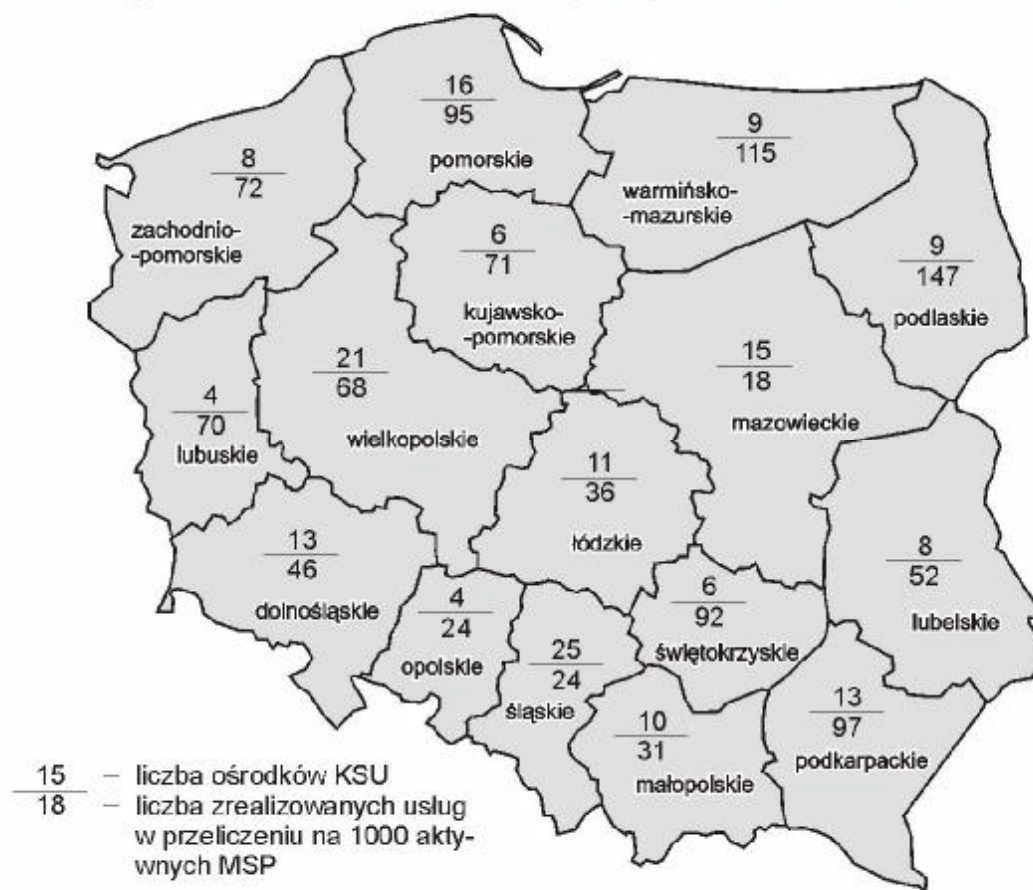 16
95
pomorskie
9
115
warmińsko-
-mazurskie
8
72
zachodnio-
-pomorskie
6
71
kujawsko-
-pomorskie
9
147
podlaskie
15
18
mazowieckie
21
68
wielkopolskie
4
70
lubuskie
11
36
łódzkie
13
46
dolnośląskie
8
52
lubelskie
4
24
opolskie
6
92
świętokrzyskie
25
24
śląskie
10
31
małopolskie
13
97
podkarpackie
15 – liczba ośrodków KSU
18 – liczba zrealizowanych usług
w przeliczeniu na 1000 akty-
wnych MSP